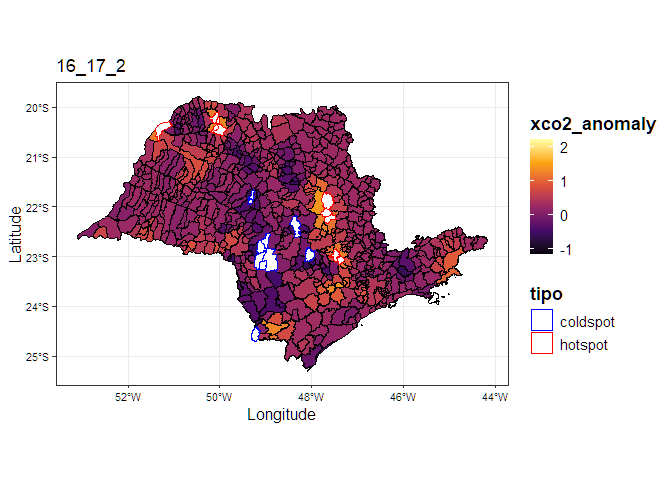 16_17_2
20°S
21°S
22°S
23°S
24°S
25°S
Latitude
52°W 50°W 48°W 46°W 44°W
Longitude
xco2_anomaly
2
1
0
-1
tipo
coldspot
hotspot